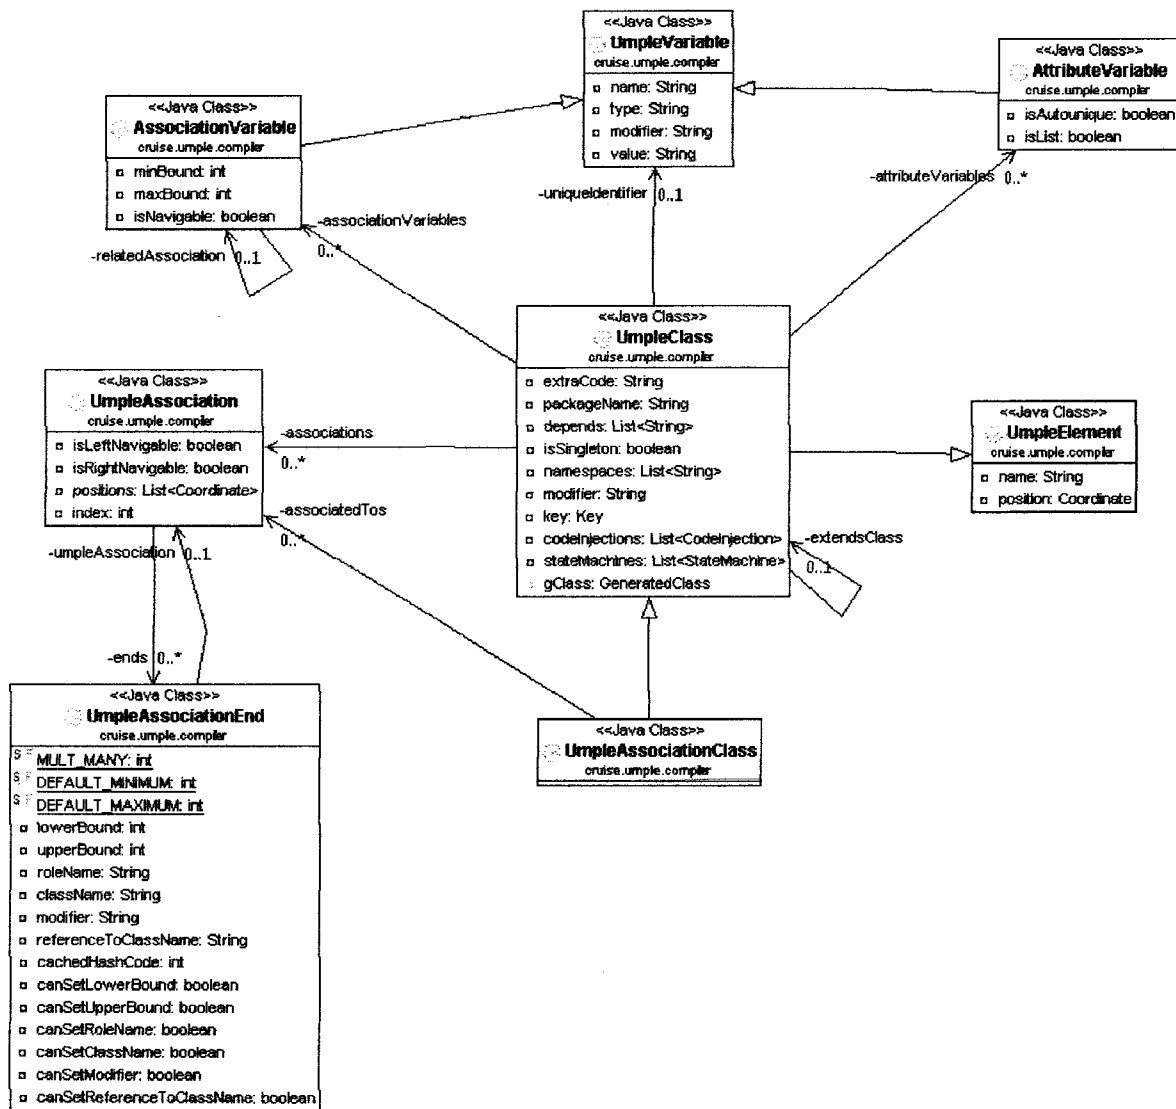 <<Java Class>>
UmpleVariable
cruise.umple.compiler
name: String
type: String
modifier: String
value: String
<<Java Class>>
AttributeVariable
cruise.umple.compiler
isAutounique: boolean
isList: boolean
<<Java Class>>
AssociationVariable
cruise.umple.compiler
minBound: int
maxBound: int
isNavigable: boolean
-relatedAssociation
0..1
-associationVariables
0..*
-uniqueIdentifier
0..1
-attributeVariables
0..*
<<Java Class>>
UmpleClass
cruise.umple.compiler
extraCode: String
packageName: String
depends: List<String>
isSingleton: boolean
namespaces: List<String>
modifier: String
key: Key
codeInjections: List<CodeInjection>
stateMachines: List<StateMachine>
gClass: GeneratedClass
<<Java Class>>
UmpleAssociation
cruise.umple.compiler
isLeftNavigable: boolean
isRightNavigable: boolean
positions: List<Coordinate>
index: int
-associations
0..*
-associatedTos
0..*
<<Java Class>>
UmpleElement
cruise.umple.compiler
name: String
position: Coordinate
-extendsClass
0..1
-umpleAssociation
0..1
-ends
0..*
<<Java Class>>
UmpleAssociationEnd
cruise.umple.compiler
S F MULT_MANY: int
S F DEFAULT_MINIMUM: int
S F DEFAULT_MAXIMUM: int
lowerBound: int
upperBound: int
roleName: String
className: String
modifier: String
referenceToClassName: String
cachedHashCode: int
canSetLowerBound: boolean
canSetUpperBound: boolean
canSetRoleName: boolean
canSetClassName: boolean
canSetModifier: boolean
canSetReferenceToClassName: boolean
<<Java Class>>
UmpleAssociationClass
cruise.umple.compiler